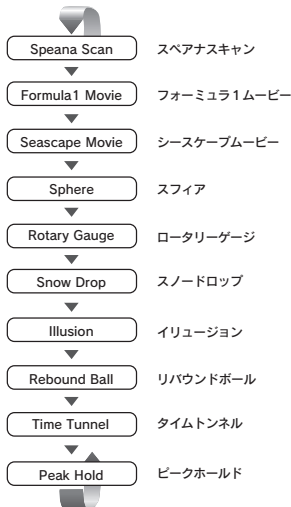 Speana Scan スペアナスキャン
Formula1 Movie フォーミュラ1ムービー
Seascape Movie シースケープムービー
Sphere スフィア
Rotary Gauge ロータリーゲージ
Snow Drop スノードロップ
Illusion イリュージョン
Rebound Ball リバウンドボール
Time Tunnel タイムトンネル
Peak Hold ピークホールド